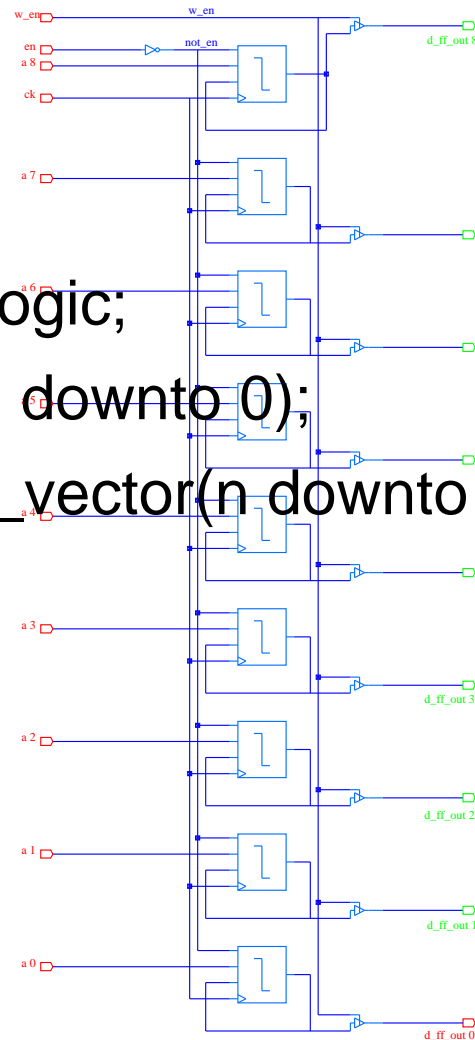 w_en w_en
d_ff_out 8
en not_en
a 8
ck
a 7
a 6
ogic;
a 5
downto 0);
_vector(n downto
a 4
a 3
d_ff_out 3
a 2
d_ff_out 2
a 1
d_ff_out 1
a 0
d_ff_out 0